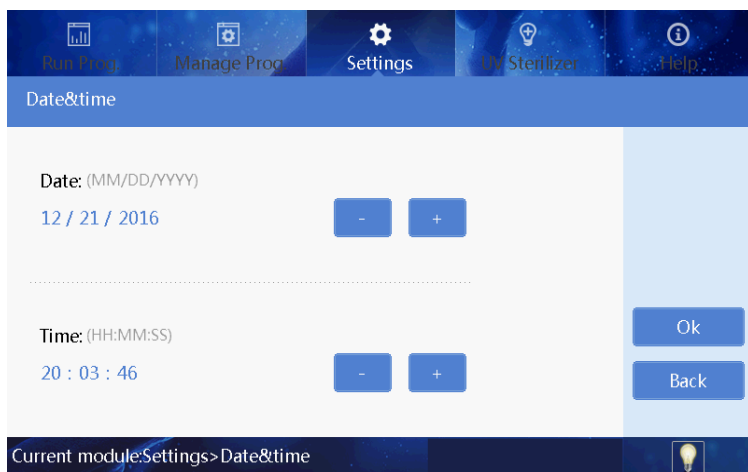 Run Prog. Manage Prog. Settings UV Sterilizer Help
Date&time
Date: (MM/DD/YYYY)
12 / 21 / 2016 - +
Time: (HH:MM:SS)
Ok
20 : 03 : 46 - +
Back
Current module:Settings>Date&time